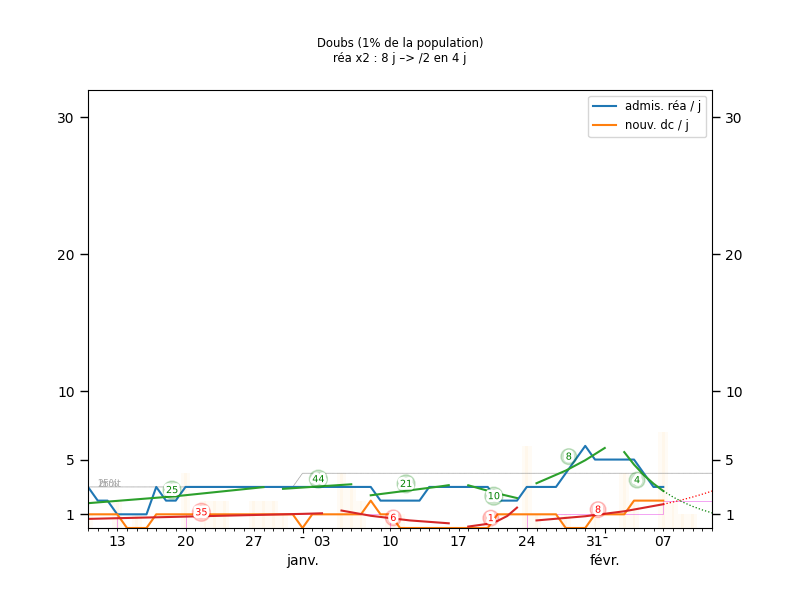 Doubs (1% de la population)
réa x2 : 8 j –> /2 en 4 j
admis. réa / j
nouv. dc / j
30 30
20 20
10 10
5 5
1 1
25 44 21 10 8 4
35 6 1 8
13 20 27 - 03 10 17 24 31 - 07
janv. févr.